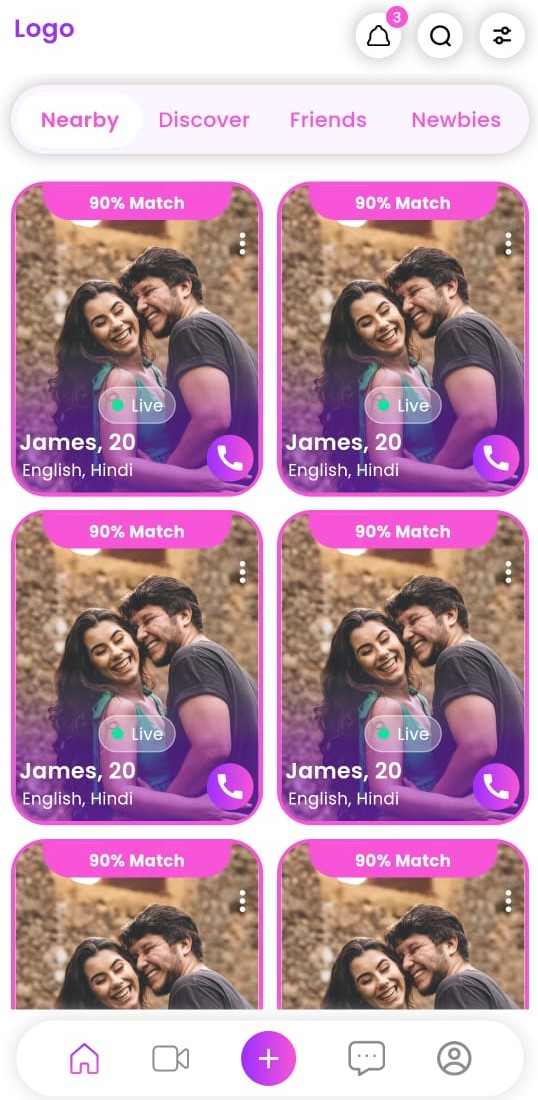 Logo
3
Nearby Discover Friends Newbies
90% Match 90% Match
Live Live
James, 20 James, 20
English, Hindi English, Hindi
90% Match 90% Match
Live Live
James, 20 James, 20
English, Hindi English, Hindi
90% Match 90% Match